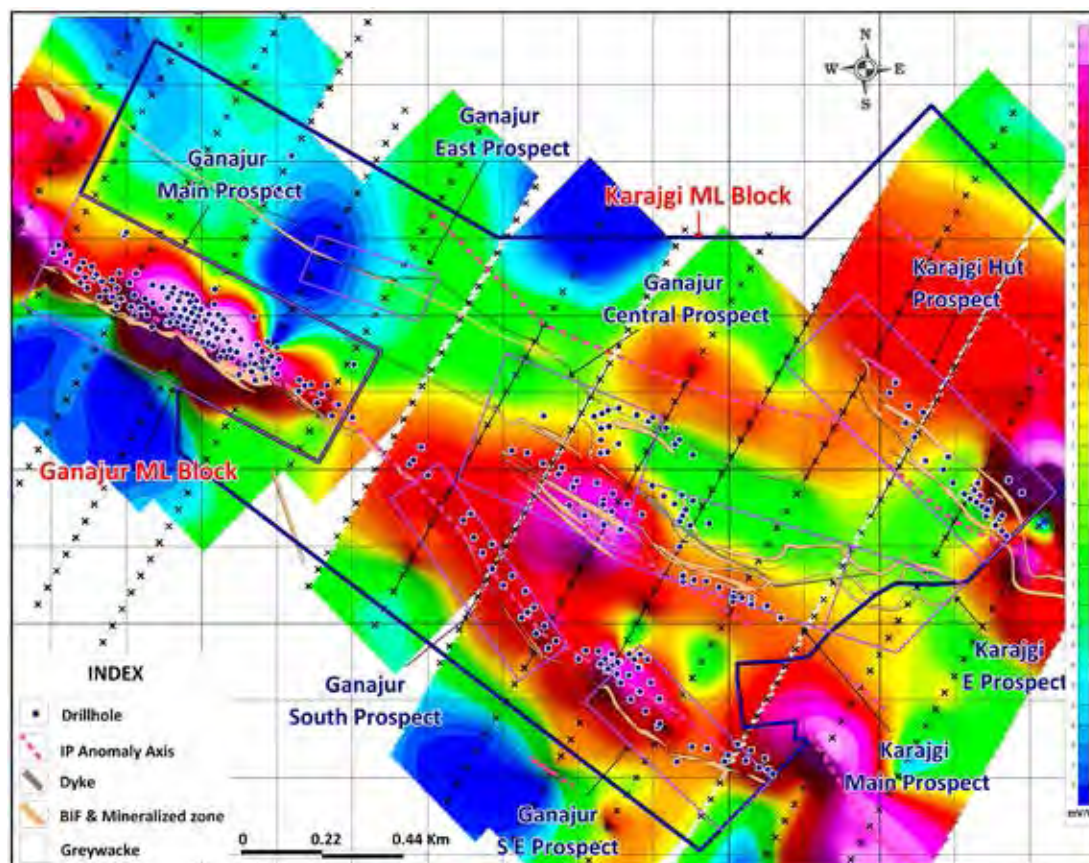 N
W E
S
Ganajur
East Prospect
Ganajur
Main Prospect
Karajgi ML Block
Ganajur
Central Prospect
Karajgi Hut
Prospect
Ganajur ML Block
INDEX
Drillhole
IP Anomaly Axis
Dyke
BIF & Mineralized zone
Greywacke
0 0.22 0.44 Km
Ganajur
South Prospect
Ganajur
S E Prospect
Karajgi
E Prospect
Karajgi
Main Prospect